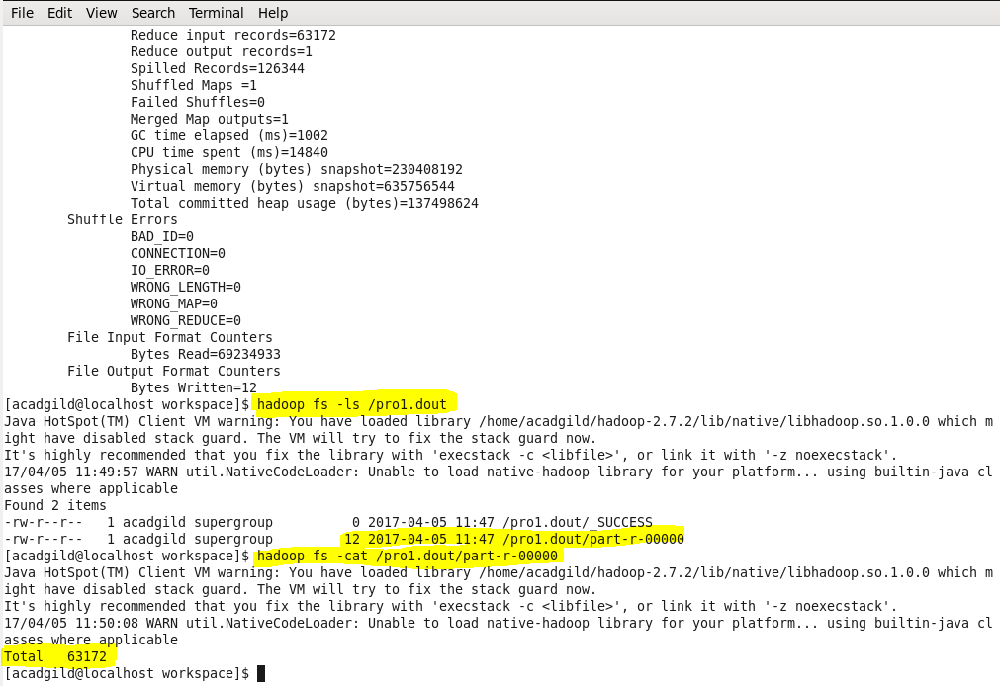 File Edit View Search Terminal Help
Reduce input records=63172
Reduce output records=1
Spilled Records=126344
Shuffled Maps =1
Failed Shuffles=0
Merged Map outputs=1
GC time elapsed (ms)=1002
CPU time spent (ms)=14840
Physical memory (bytes) snapshot=230408192
Virtual memory (bytes) snapshot=635756544
Total committed heap usage (bytes)=137498624
Shuffle Errors
BAD_ID=0
CONNECTION=0
IO_ERROR=0
WRONG_LENGTH=0
WRONG_MAP=0
WRONG_REDUCE=0
File Input Format Counters
Bytes Read=69234933
File Output Format Counters
Bytes Written=12
[acadgild@localhost workspace]$ hadoop fs -ls /pro1.dout
Java HotSpot(TM) Client VM warning: You have loaded library /home/acadgild/hadoop-2.7.2/lib/native/libhadoop.so.1.0.0 which m
ight have disabled stack guard. The VM will try to fix the stack guard now.
It's highly recommended that you fix the library with 'execstack -c <libfile>', or link it with '-z noexecstack'.
17/04/05 11:49:57 WARN util.NativeCodeLoader: Unable to load native-hadoop library for your platform... using builtin-java cl
asses where applicable
Found 2 items
-rw-r--r--   1 acadgild supergroup          0 2017-04-05 11:47 /pro1.dout/_SUCCESS
-rw-r--r--   1 acadgild supergroup         12 2017-04-05 11:47 /pro1.dout/part-r-00000
[acadgild@localhost workspace]$ hadoop fs -cat /pro1.dout/part-r-00000
Java HotSpot(TM) Client VM warning: You have loaded library /home/acadgild/hadoop-2.7.2/lib/native/libhadoop.so.1.0.0 which m
ight have disabled stack guard. The VM will try to fix the stack guard now.
It's highly recommended that you fix the library with 'execstack -c <libfile>', or link it with '-z noexecstack'.
17/04/05 11:50:08 WARN util.NativeCodeLoader: Unable to load native-hadoop library for your platform... using builtin-java cl
asses where applicable
Total   63172
[acadgild@localhost workspace]$